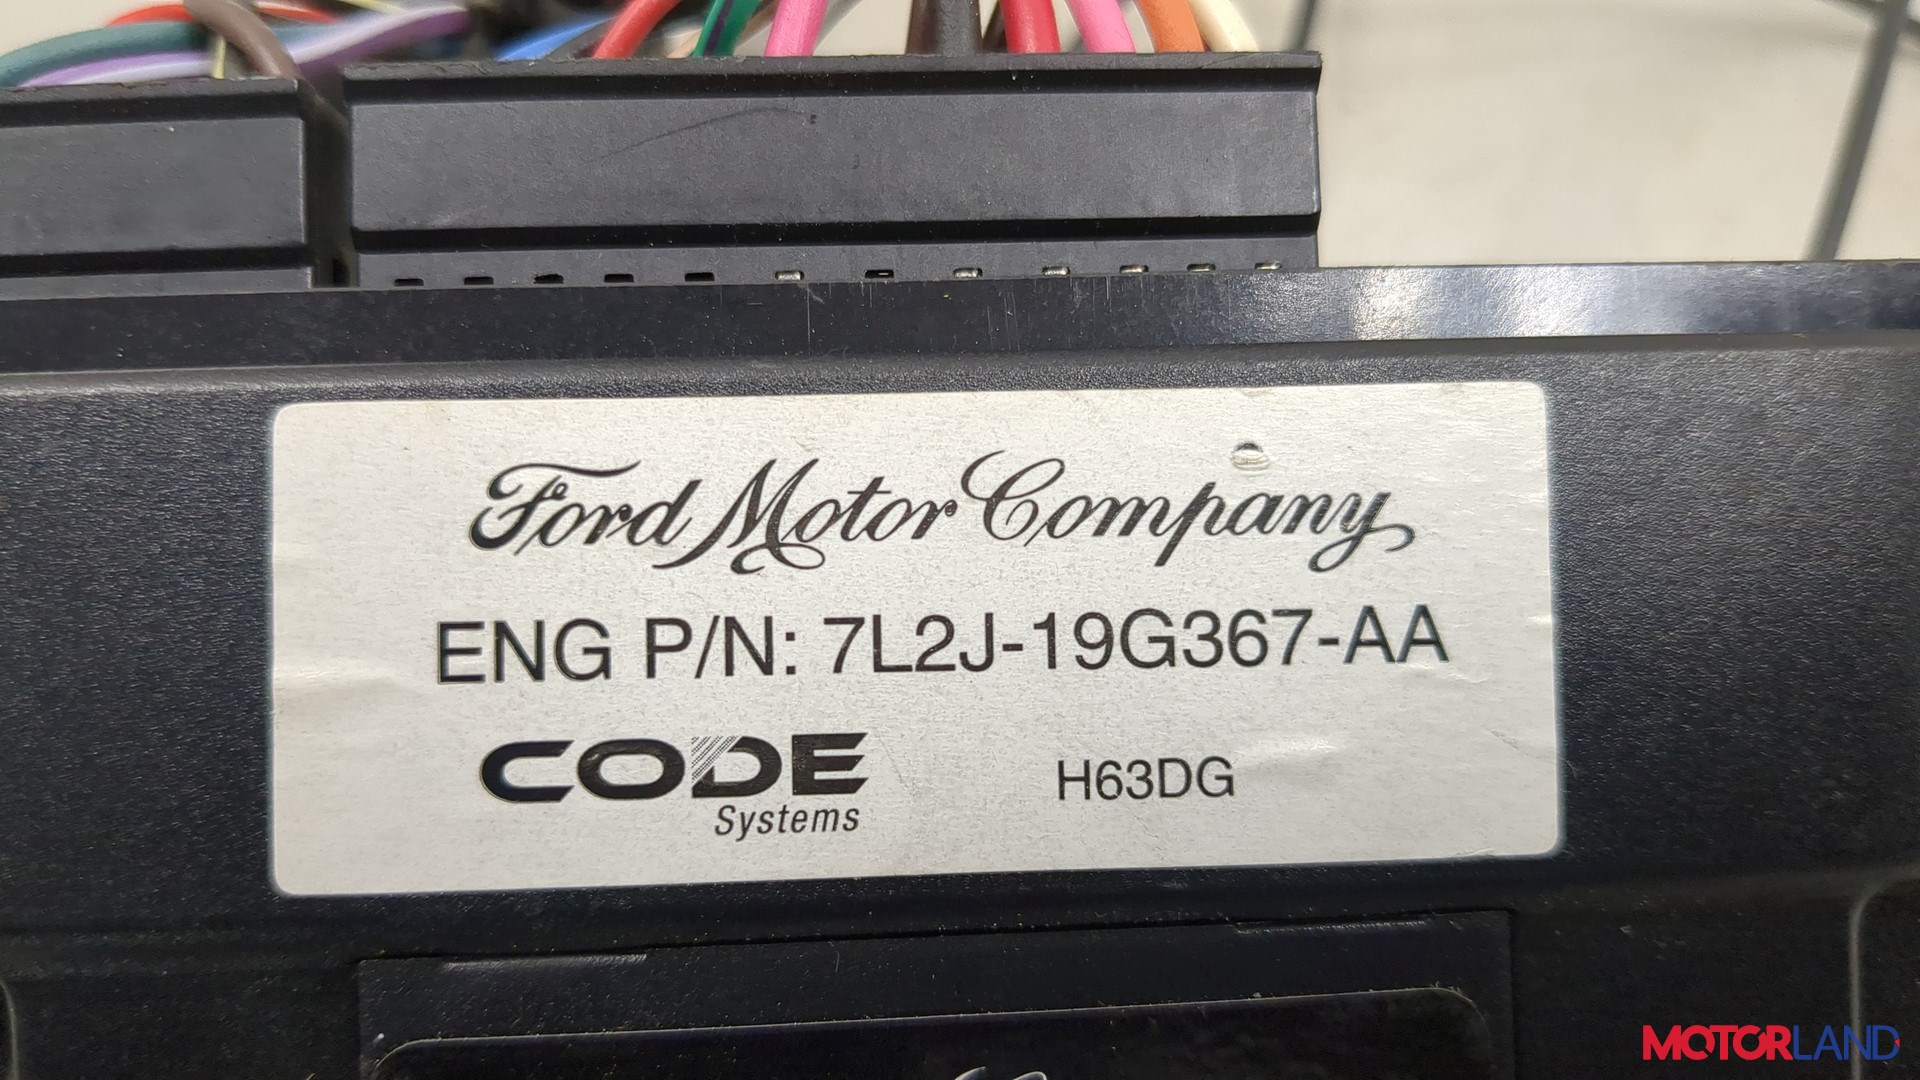 Ford Motor Company
ENG P/N: 7L2J-19G367-AA
CODE
Systems
H63DG
MOTORLAND